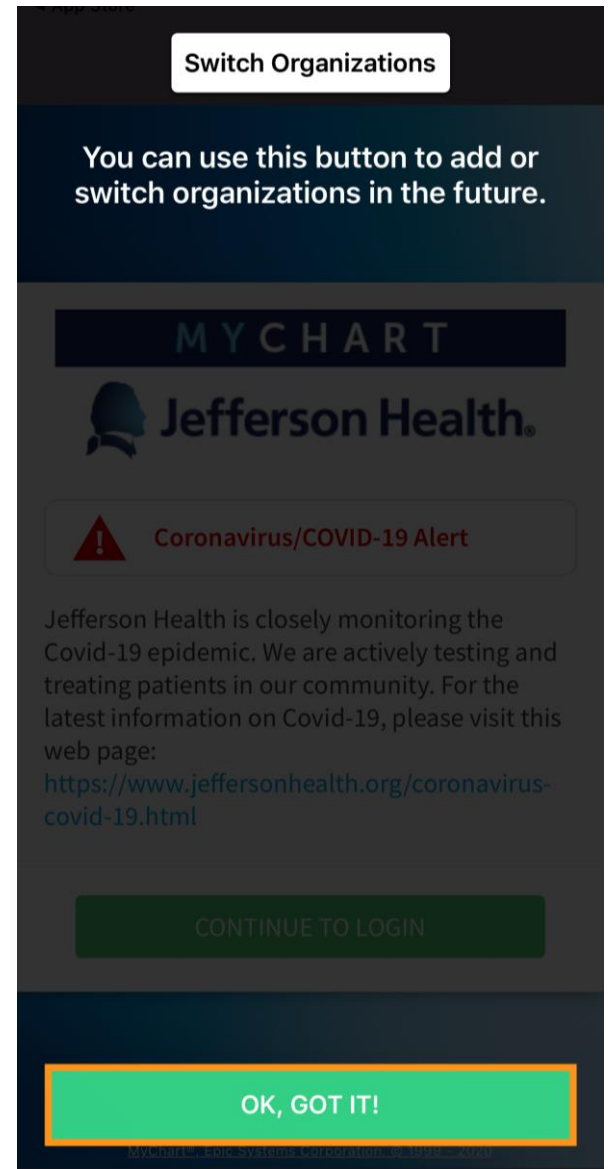 ◂ App Store
Switch Organizations
You can use this button to add or
switch organizations in the future.
MYCHART
Jefferson Health®
Coronavirus/COVID-19 Alert
Jefferson Health is closely monitoring the
Covid-19 epidemic. We are actively testing and
treating patients in our community. For the
latest information on Covid-19, please visit this
web page:
https://www.jeffersonhealth.org/coronavirus-
covid-19.html
CONTINUE TO LOGIN
OK, GOT IT!
MyChart®, Epic Systems Corporation, © 1999 - 2020